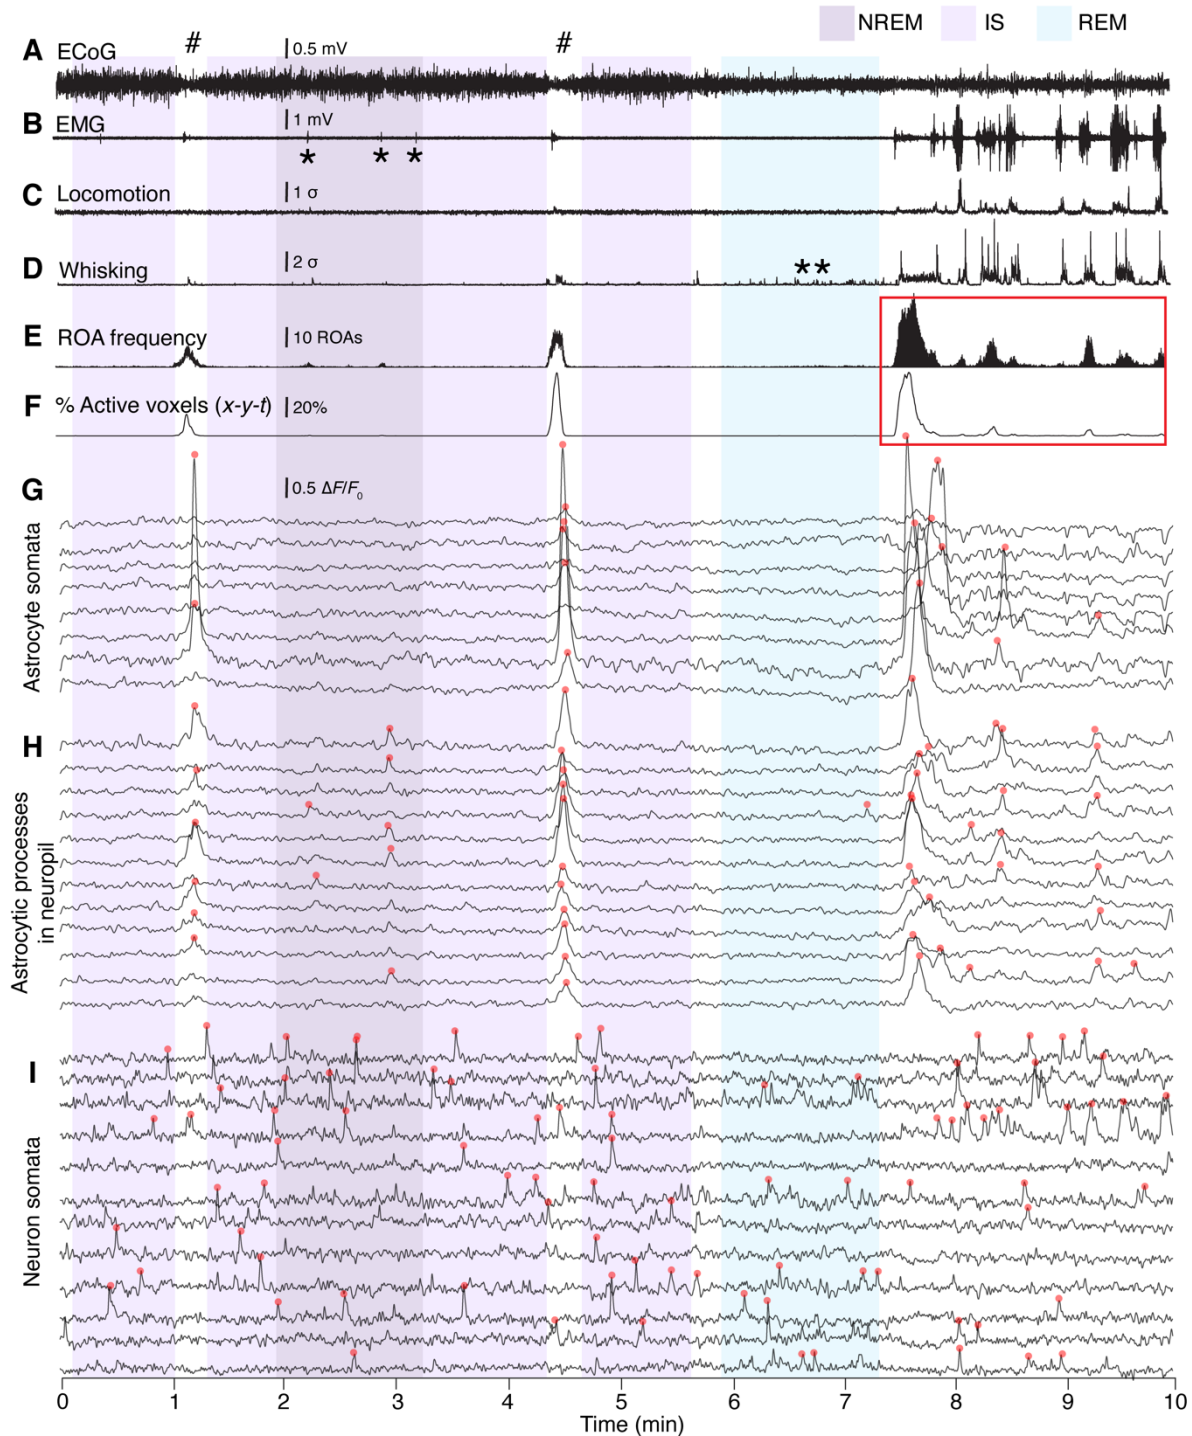 NREM IS REM
A ECoG # 0.5 mV #
B EMG 1 mV
* * *
C Locomotion 1 σ
D Whisking 2 σ **
E ROA frequency 10 ROAs
F % Active voxels (x-y-t) 20%
G 0.5 ΔF/F0
Astrocyte somata
H
Astrocytic processes
in neuropil
I
Neuron somata
0 1 2 3 4 5 6 7 8 9 10
Time (min)